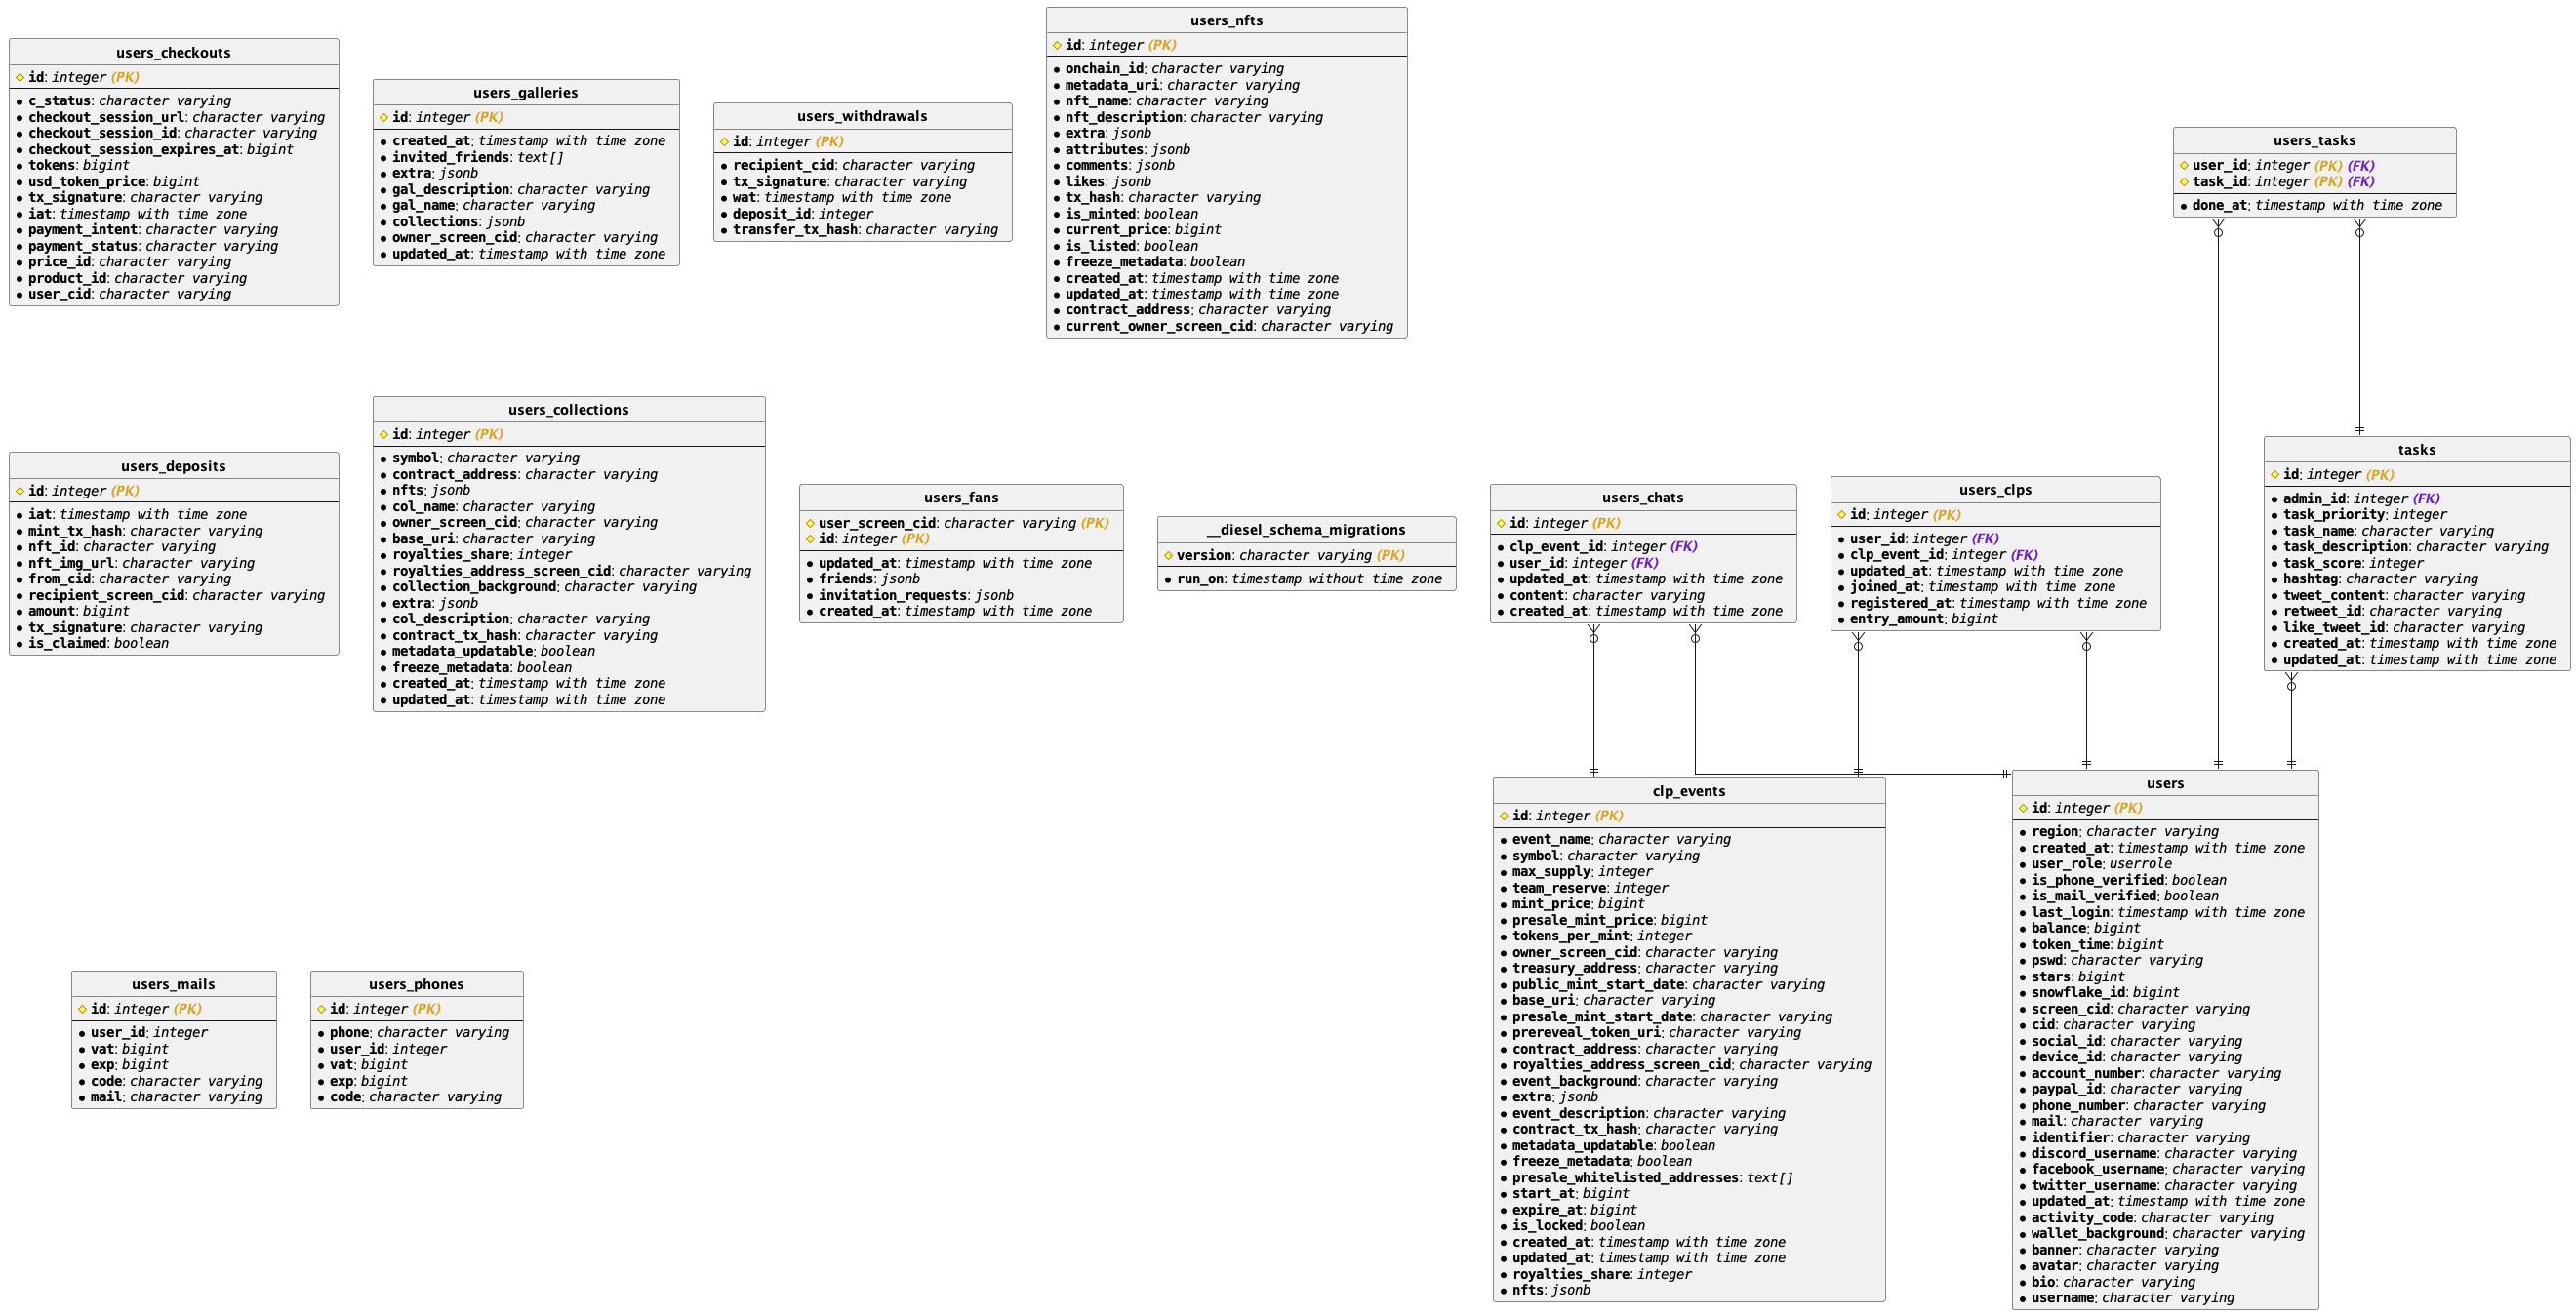 users_checkouts
id: integer (PK)
c_status: character varying
checkout_session_url: character varying
checkout_session_id: character varying
checkout_session_expires_at: bigint
tokens: bigint
usd_token_price: bigint
tx_signature: character varying
iat: timestamp with time zone
payment_intent: character varying
payment_status: character varying
price_id: character varying
product_id: character varying
user_cid: character varying
users_galleries
id: integer (PK)
created_at: timestamp with time zone
invited_friends: text[]
extra: jsonb
gal_description: character varying
gal_name: character varying
collections: jsonb
owner_screen_cid: character varying
updated_at: timestamp with time zone
users_withdrawals
id: integer (PK)
recipient_cid: character varying
tx_signature: character varying
wat: timestamp with time zone
deposit_id: integer
transfer_tx_hash: character varying
users_nfts
id: integer (PK)
onchain_id: character varying
metadata_uri: character varying
nft_name: character varying
nft_description: character varying
extra: jsonb
attributes: jsonb
comments: jsonb
likes: jsonb
tx_hash: character varying
is_minted: boolean
current_price: bigint
is_listed: boolean
freeze_metadata: boolean
created_at: timestamp with time zone
updated_at: timestamp with time zone
contract_address: character varying
current_owner_screen_cid: character varying
users_tasks
user_id: integer (PK) (FK)
task_id: integer (PK) (FK)
done_at: timestamp with time zone
users_deposits
id: integer (PK)
iat: timestamp with time zone
mint_tx_hash: character varying
nft_id: character varying
nft_img_url: character varying
from_cid: character varying
recipient_screen_cid: character varying
amount: bigint
tx_signature: character varying
is_claimed: boolean
users_collections
id: integer (PK)
symbol: character varying
contract_address: character varying
nfts: jsonb
col_name: character varying
owner_screen_cid: character varying
base_uri: character varying
royalties_share: integer
royalties_address_screen_cid: character varying
collection_background: character varying
extra: jsonb
col_description: character varying
contract_tx_hash: character varying
metadata_updatable: boolean
freeze_metadata: boolean
created_at: timestamp with time zone
updated_at: timestamp with time zone
users_fans
user_screen_cid: character varying (PK)
id: integer (PK)
updated_at: timestamp with time zone
friends: jsonb
invitation_requests: jsonb
created_at: timestamp with time zone
__diesel_schema_migrations
version: character varying (PK)
run_on: timestamp without time zone
users_chats
id: integer (PK)
clp_event_id: integer (FK)
user_id: integer (FK)
updated_at: timestamp with time zone
content: character varying
created_at: timestamp with time zone
users_clps
id: integer (PK)
user_id: integer (FK)
clp_event_id: integer (FK)
updated_at: timestamp with time zone
joined_at: timestamp with time zone
registered_at: timestamp with time zone
entry_amount: bigint
tasks
id: integer (PK)
admin_id: integer (FK)
task_priority: integer
task_name: character varying
task_description: character varying
task_score: integer
hashtag: character varying
tweet_content: character varying
retweet_id: character varying
like_tweet_id: character varying
created_at: timestamp with time zone
updated_at: timestamp with time zone
users_mails
id: integer (PK)
user_id: integer
vat: bigint
exp: bigint
code: character varying
mail: character varying
users_phones
id: integer (PK)
phone: character varying
user_id: integer
vat: bigint
exp: bigint
code: character varying
clp_events
id: integer (PK)
event_name: character varying
symbol: character varying
max_supply: integer
team_reserve: integer
mint_price: bigint
presale_mint_price: bigint
tokens_per_mint: integer
owner_screen_cid: character varying
treasury_address: character varying
public_mint_start_date: character varying
base_uri: character varying
presale_mint_start_date: character varying
prereveal_token_uri: character varying
contract_address: character varying
royalties_address_screen_cid: character varying
event_background: character varying
extra: jsonb
event_description: character varying
contract_tx_hash: character varying
metadata_updatable: boolean
freeze_metadata: boolean
presale_whitelisted_addresses: text[]
start_at: bigint
expire_at: bigint
is_locked: boolean
created_at: timestamp with time zone
updated_at: timestamp with time zone
royalties_share: integer
nfts: jsonb
users
id: integer (PK)
region: character varying
created_at: timestamp with time zone
user_role: userrole
is_phone_verified: boolean
is_mail_verified: boolean
last_login: timestamp with time zone
balance: bigint
token_time: bigint
pswd: character varying
stars: bigint
snowflake_id: bigint
screen_cid: character varying
cid: character varying
social_id: character varying
device_id: character varying
account_number: character varying
paypal_id: character varying
phone_number: character varying
mail: character varying
identifier: character varying
discord_username: character varying
facebook_username: character varying
twitter_username: character varying
updated_at: timestamp with time zone
activity_code: character varying
wallet_background: character varying
banner: character varying
avatar: character varying
bio: character varying
username: character varying